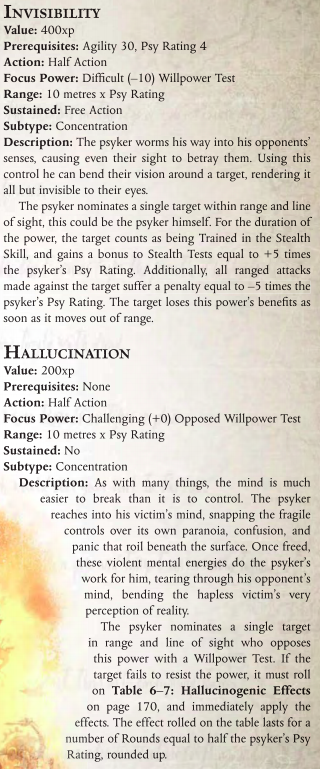 INVISIBILITY
Value: 400xp
Prerequisites: Agility 30, Psy Rating 4
Action: Half Action
Focus Power: Difficult (–10) Willpower Test
Range: 10 metres x Psy Rating
Sustained: Free Action
Subtype: Concentration
Description: The psyker worms his way into his opponents'
senses, causing even their sight to betray them. Using this
control he can bend their vision around a target, rendering it
all but invisible to their eyes.
The psyker nominates a single target within range and line
of sight, this could be the psyker himself. For the duration of
the power, the target counts as being Trained in the Stealth
Skill, and gains a bonus to Stealth Tests equal to +5 times
the psyker's Psy Rating. Additionally, all ranged attacks
made against the target suffer a penalty equal to –5 times the
psyker's Psy Rating. The target loses this power's benefits as
soon as it moves out of range.
HALLUCINATION
Value: 200xp
Prerequisites: None
Action: Half Action
Focus Power: Challenging (+0) Opposed Willpower Test
Range: 10 metres x Psy Rating
Sustained: No
Subtype: Concentration
Description: As with many things, the mind is much
easier to break than it is to control. The psyker
reaches into his victim's mind, snapping the fragile
controls over its own paranoia, confusion, and
panic that roil beneath the surface. Once freed,
these violent mental energies do the psyker's
work for him, tearing through his opponent's
mind, bending the hapless victim's very
perception of reality.
The psyker nominates a single target
in range and line of sight who opposes
this power with a Willpower Test. If the
target fails to resist the power, it must roll
on Table 6–7: Hallucinogenic Effects
on page 170, and immediately apply the
effects. The effect rolled on the table lasts for a
number of Rounds equal to half the psyker's Psy
Rating, rounded up.